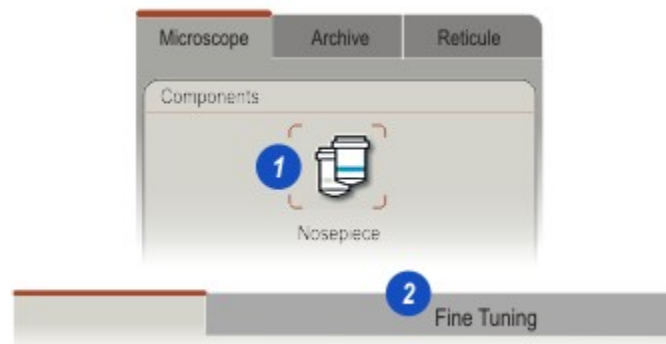 Microscope Archive Reticule
Components
1
Nosepiece
2
Fine Tuning